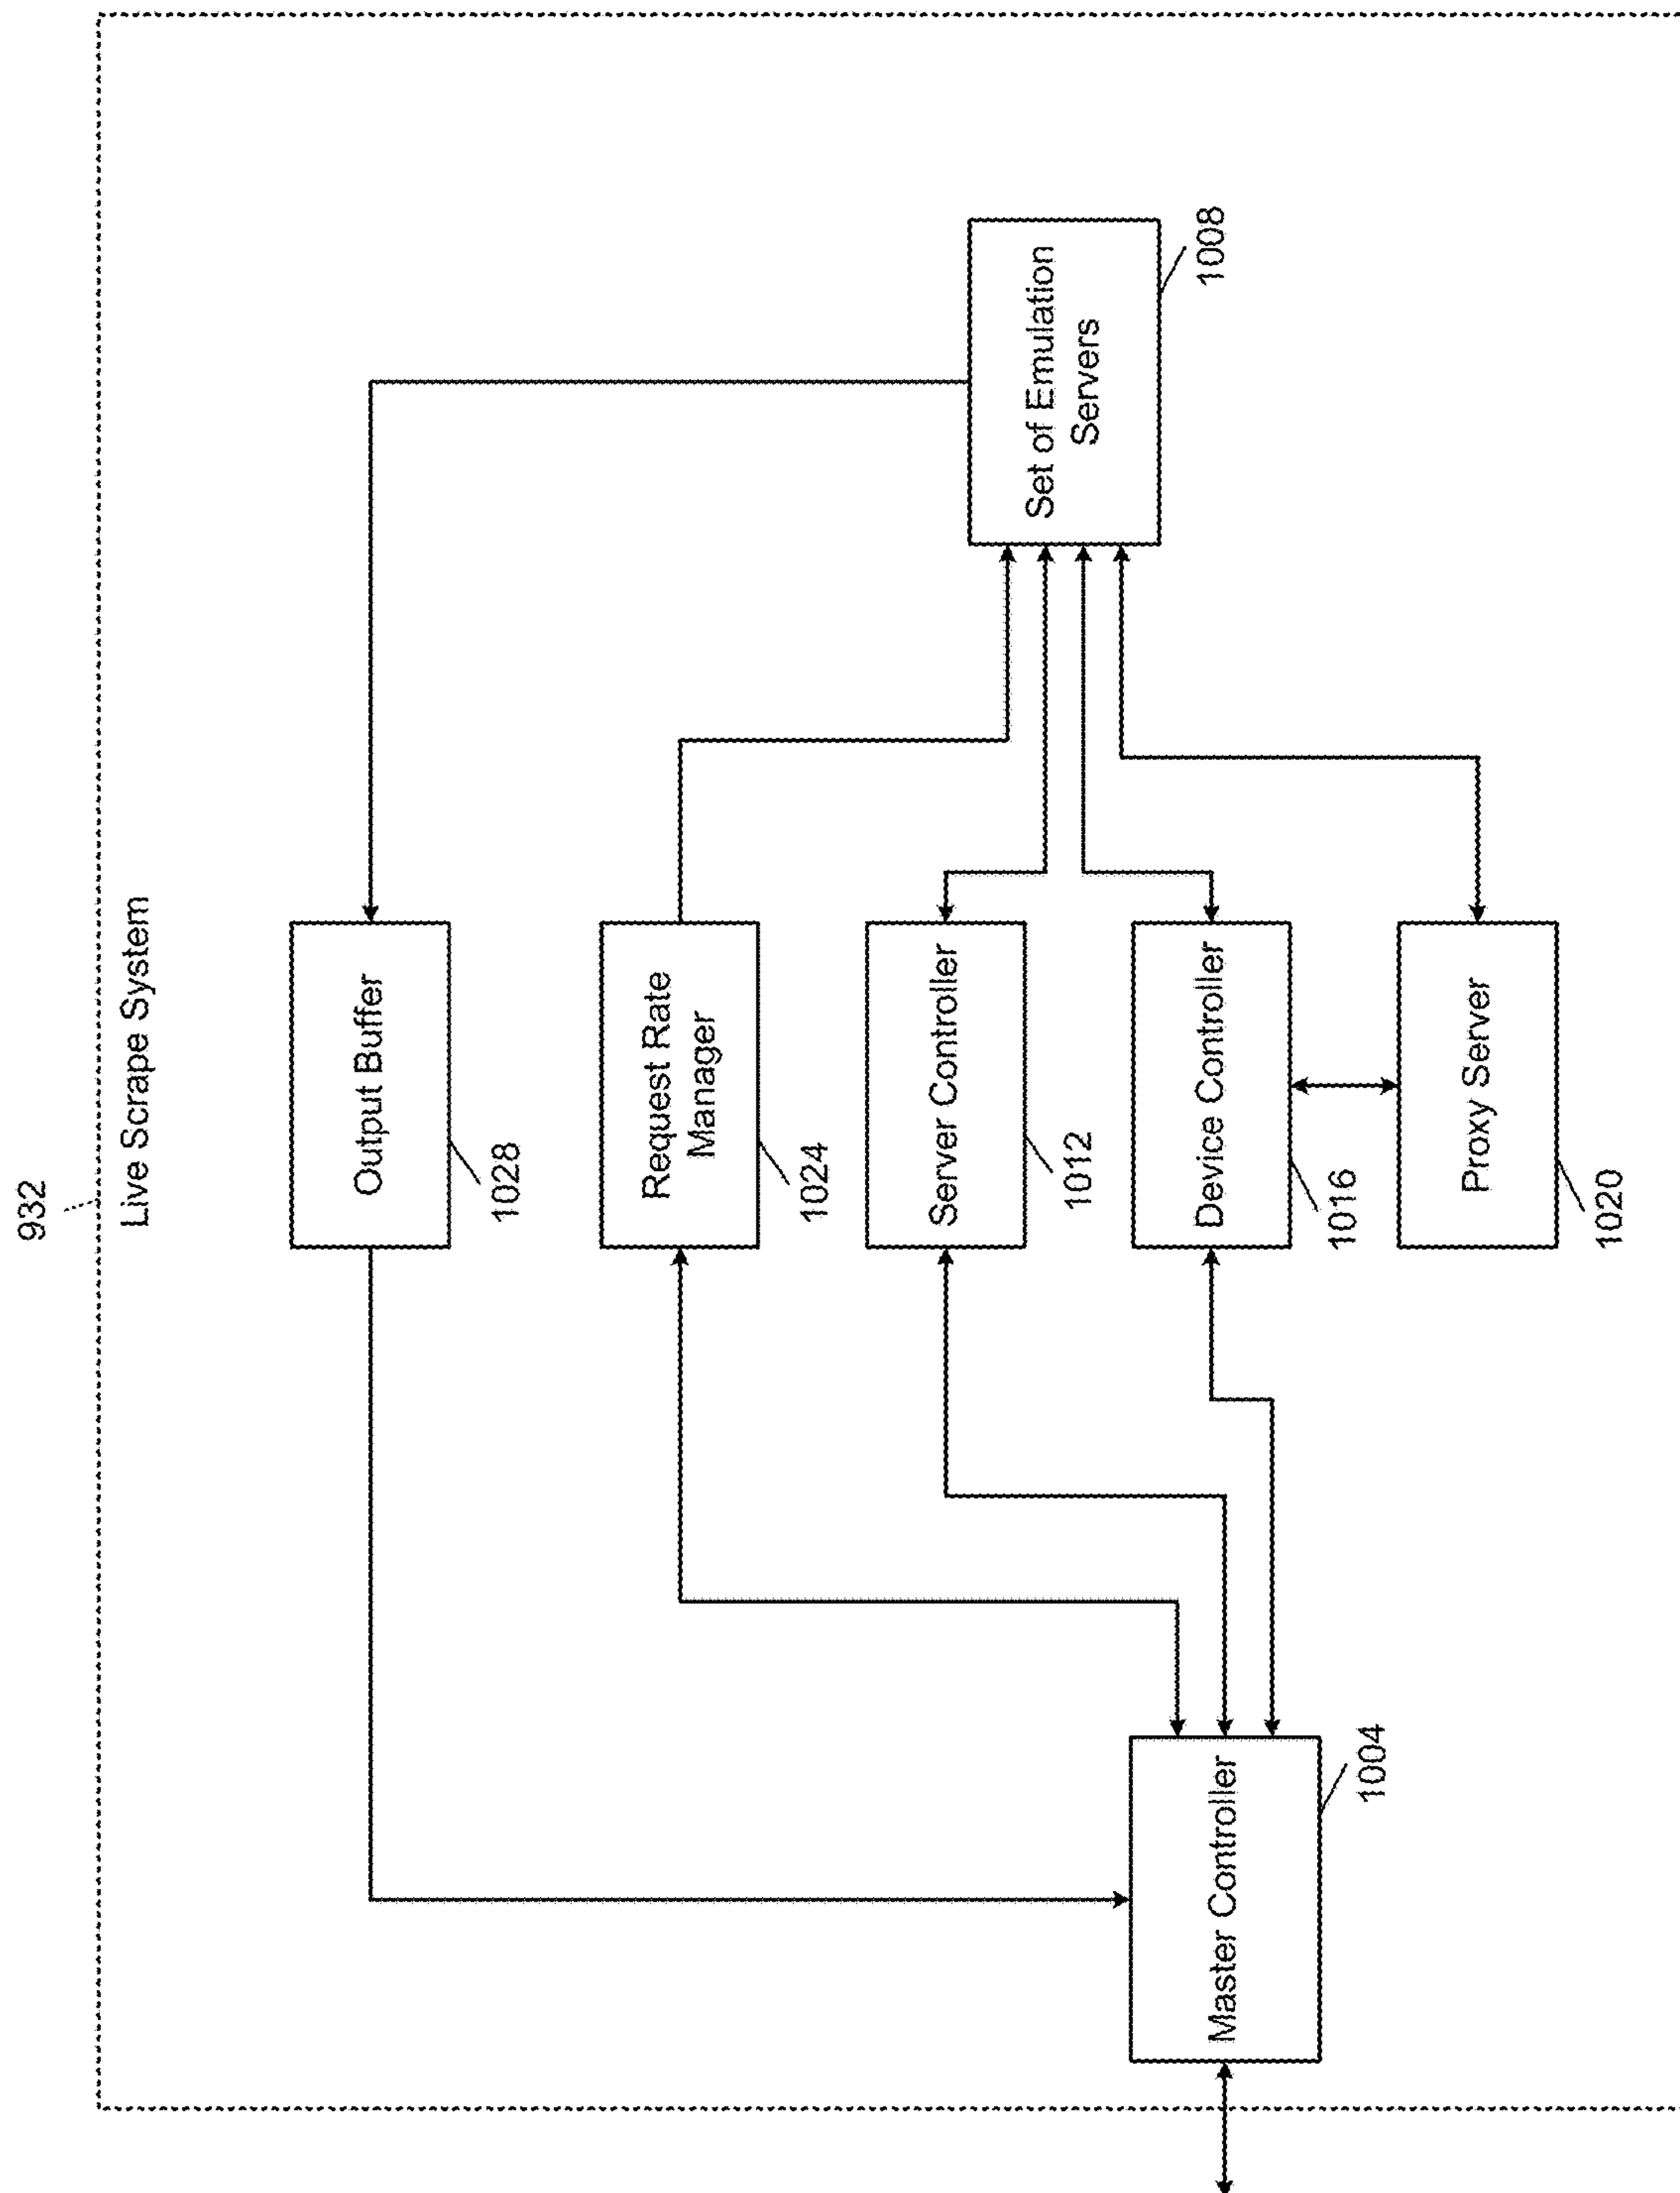 932
Live Scrape System
Output Buffer
1028
Request Rate
Manager
1024
Server Controller
1012
Device Controller
1016
Proxy Server
1020
Master Controller
1004
Set of Emulation
Servers
1008